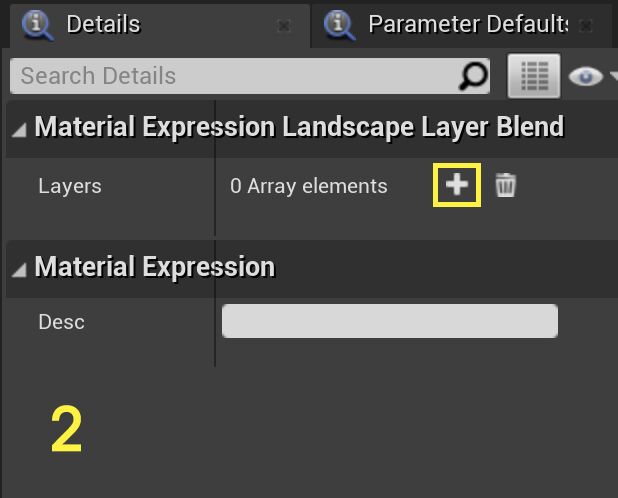 Details
Parameter Defaults
Search Details
Material Expression Landscape Layer Blend
Layers
0 Array elements
Material Expression
Desc
2